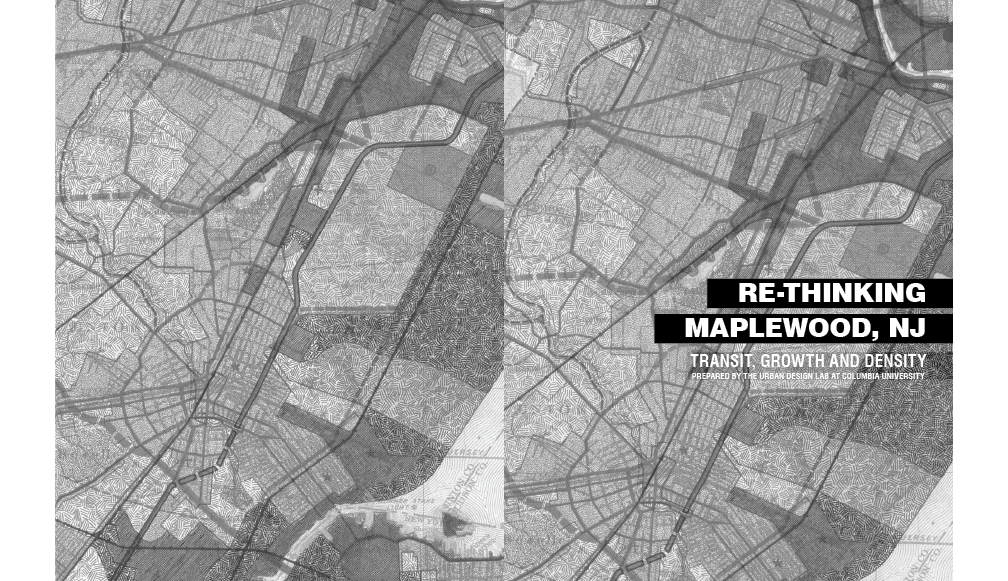 RE-THINKING
MAPLEWOOD, NJ
TRANSIT, GROWTH AND DENSITY
PREPARED BY THE URBAN DESIGN LAB AT COLUMBIA UNIVERSITY